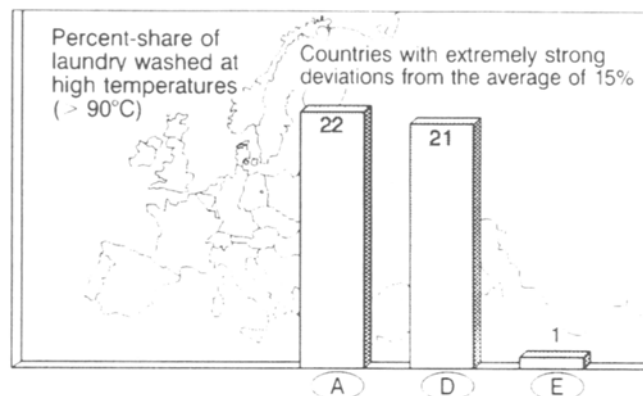 Percent-share of
laundry washed at
high temperatures
(> 90°C)
Countries with extremely strong
deviations from the average of 15%
22
21
1
A
D
E